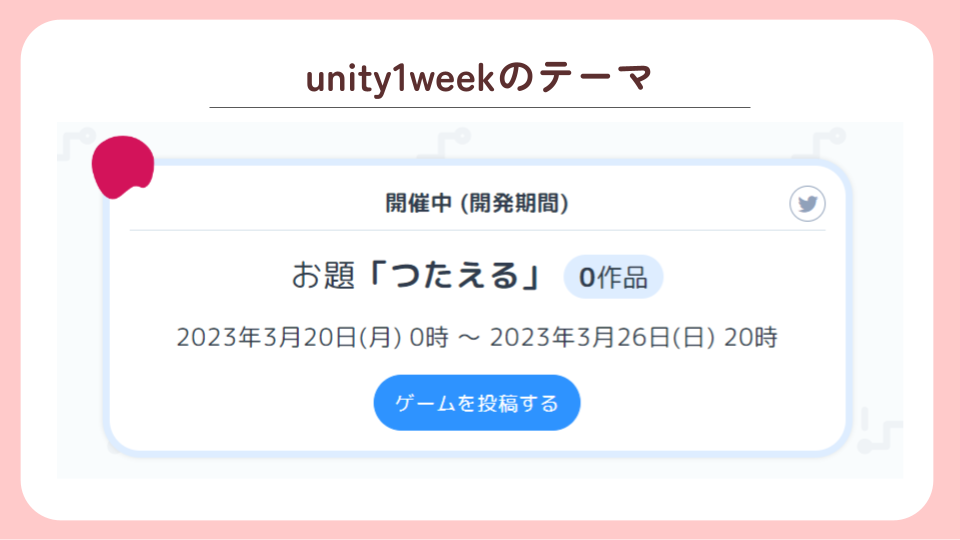 unity1weekのテーマ
開催中 (開発期間)
お題「つたえる」 0作品
2023年3月20日(月) 0時 〜 2023年3月26日(日) 20時
ゲームを投稿する